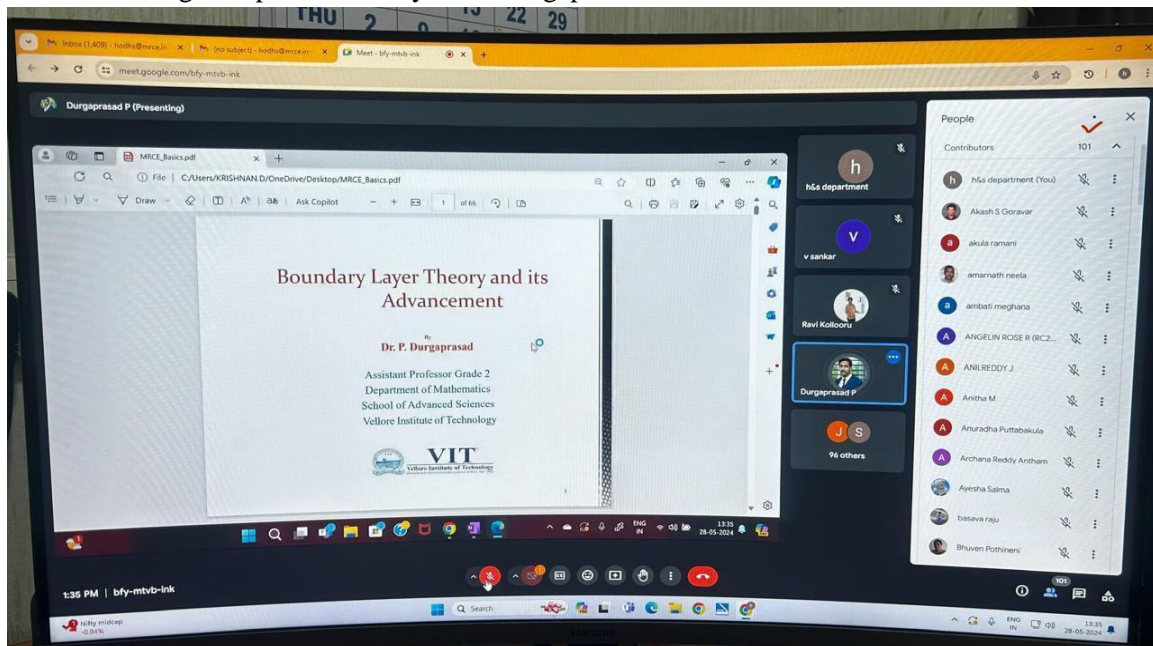 THU 2 9 15 22 29
Inbox (1,409) - hodhs@mrce.in
(no subject) - hodhs@mrce.in
Meet - bfy-mtvb-ink
meet.google.com/bfy-mtvb-ink
Durgaprasad P (Presenting)
MRCE_Basics.pdf
File | C:/Users/KRISHNAN.D/OneDrive/Desktop/MRCE_Basics.pdf
Draw
Ask Copilot
1 of 66
Boundary Layer Theory and its
Advancement
By
Dr. P. Durgaprasad
Assistant Professor Grade 2
Department of Mathematics
School of Advanced Sciences
Vellore Institute of Technology
VIT
Vellore Institute of Technology
ENG
IN
13:35
28-05-2024
h
h&s department
V
v sankar
Ravi Kollooru
Durgaprasad P
J S
96 others
People
Contributors 101
h&s department (You)
Akash S Goravar
akula ramani
amarnath neela
ambati meghana
ANGELIN ROSE R (RC2...
ANILREDDY J
Anitha M
Anuradha Puttabakula
Archana Reddy Antham
Ayesha Salma
basava raju
Bhuven Pothineni
1:35 PM | bfy-mtvb-ink
101
Nifty midcap
-0.84%
Search
ENG
IN
13:35
28-05-2024
SAMSUNG